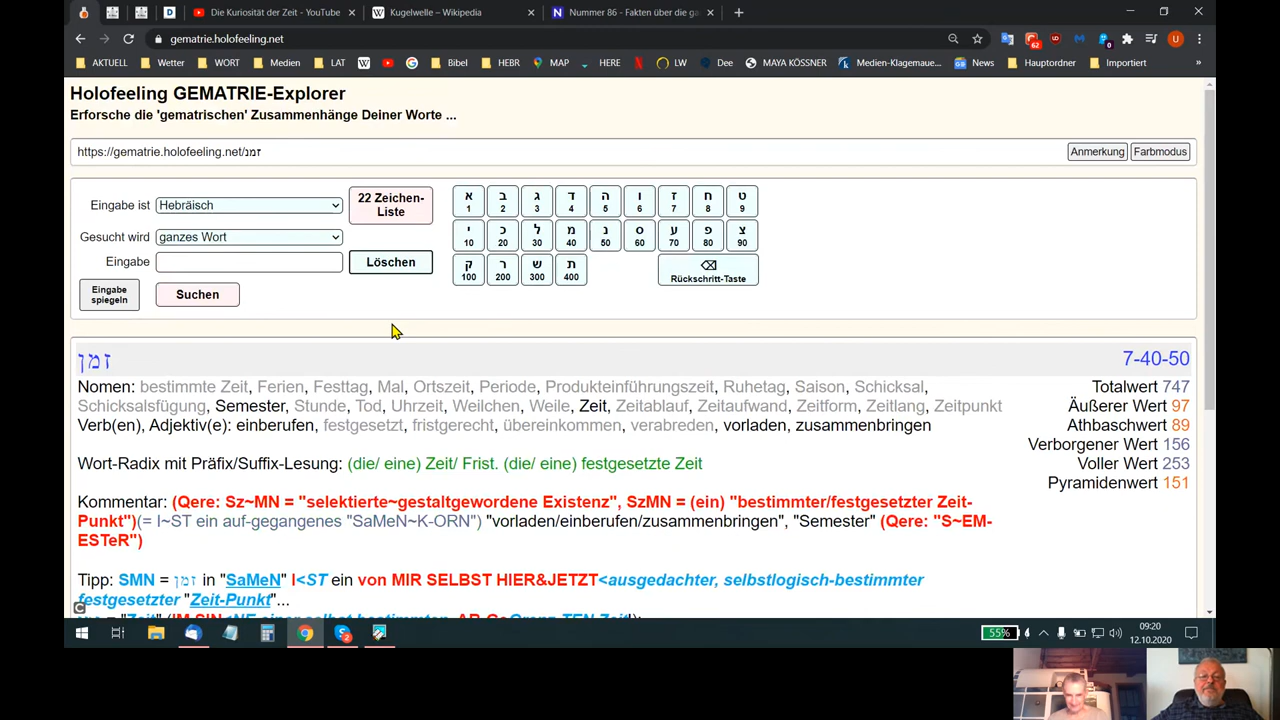 Die Kuriosität der Zeit - YouTube
Kugelwelle – Wikipedia
Nummer 86 - Fakten über die ga
gematrie.holofeeling.net
62
0
U
AKTUELL Wetter WORT Medien LAT Bibel HEBR MAP HERE LW Dee MAYA KÖSSNER Medien-Klagemaue... News Hauptordner Importiert »
Holofeeling GEMATRIE-Explorer
Erforsche die 'gematrischen' Zusammenhänge Deiner Worte ...
https://gematrie.holofeeling.net/זמנ
Anmerkung Farbmodus
Eingabe ist Hebräisch
22 Zeichen-
Liste
Gesucht wird ganzes Wort
Eingabe
Löschen
Eingabe
spiegeln
Suchen
א ב ג ד ה ו ז ח ט
1 2 3 4 5 6 7 8 9
י כ ל מ נ ס ע פ צ
10 20 30 40 50 60 70 80 90
ק ר ש ת ⌫
100 200 300 400 Rückschritt-Taste
זמן 7-40-50
Nomen: bestimmte Zeit, Ferien, Festtag, Mal, Ortszeit, Periode, Produkteinführungszeit, Ruhetag, Saison, Schicksal,
Schicksalsfügung, Semester, Stunde, Tod, Uhrzeit, Weilchen, Weile, Zeit, Zeitablauf, Zeitaufwand, Zeitform, Zeitlang, Zeitpunkt
Verb(en), Adjektiv(e): einberufen, festgesetzt, fristgerecht, übereinkommen, verabreden, vorladen, zusammenbringen
Totalwert 747
Äußerer Wert 97
Athbaschwert 89
Verborgener Wert 156
Voller Wert 253
Pyramidenwert 151
Wort-Radix mit Präfix/Suffix-Lesung: (die/ eine) Zeit/ Frist. (die/ eine) festgesetzte Zeit
Kommentar: (Qere: Sz~MN = "selektierte~gestaltgewordene Existenz", SzMN = (ein) "bestimmter/festgesetzter Zeit-
Punkt")(= I~ST ein auf-gegangenes "SaMeN~K-ORN") "vorladen/einberufen/zusammenbringen", "Semester" (Qere: "S~EM-
ESTeR")
Tipp: SMN = זמן in "SaMeN" I<ST ein von MIR SELBST HIER&JETZT<ausgedachter, selbstlogisch-bestimmter
festgesetzter "Zeit-Punkt"...
55%
09:20
12.10.2020